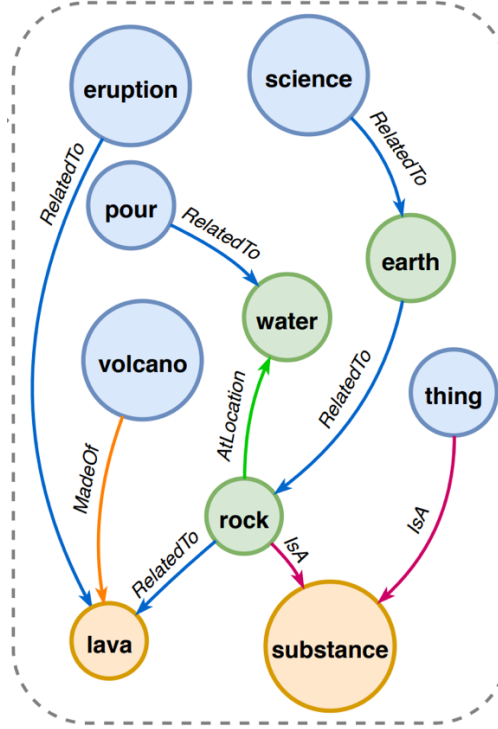 eruption
science
RelatedTo
RelatedTo
pour
RelatedTo
earth
water
volcano
thing
RelatedTo
AtLocation
MadeOf
rock
IsA
IsA
RelatedTo
lava
substance